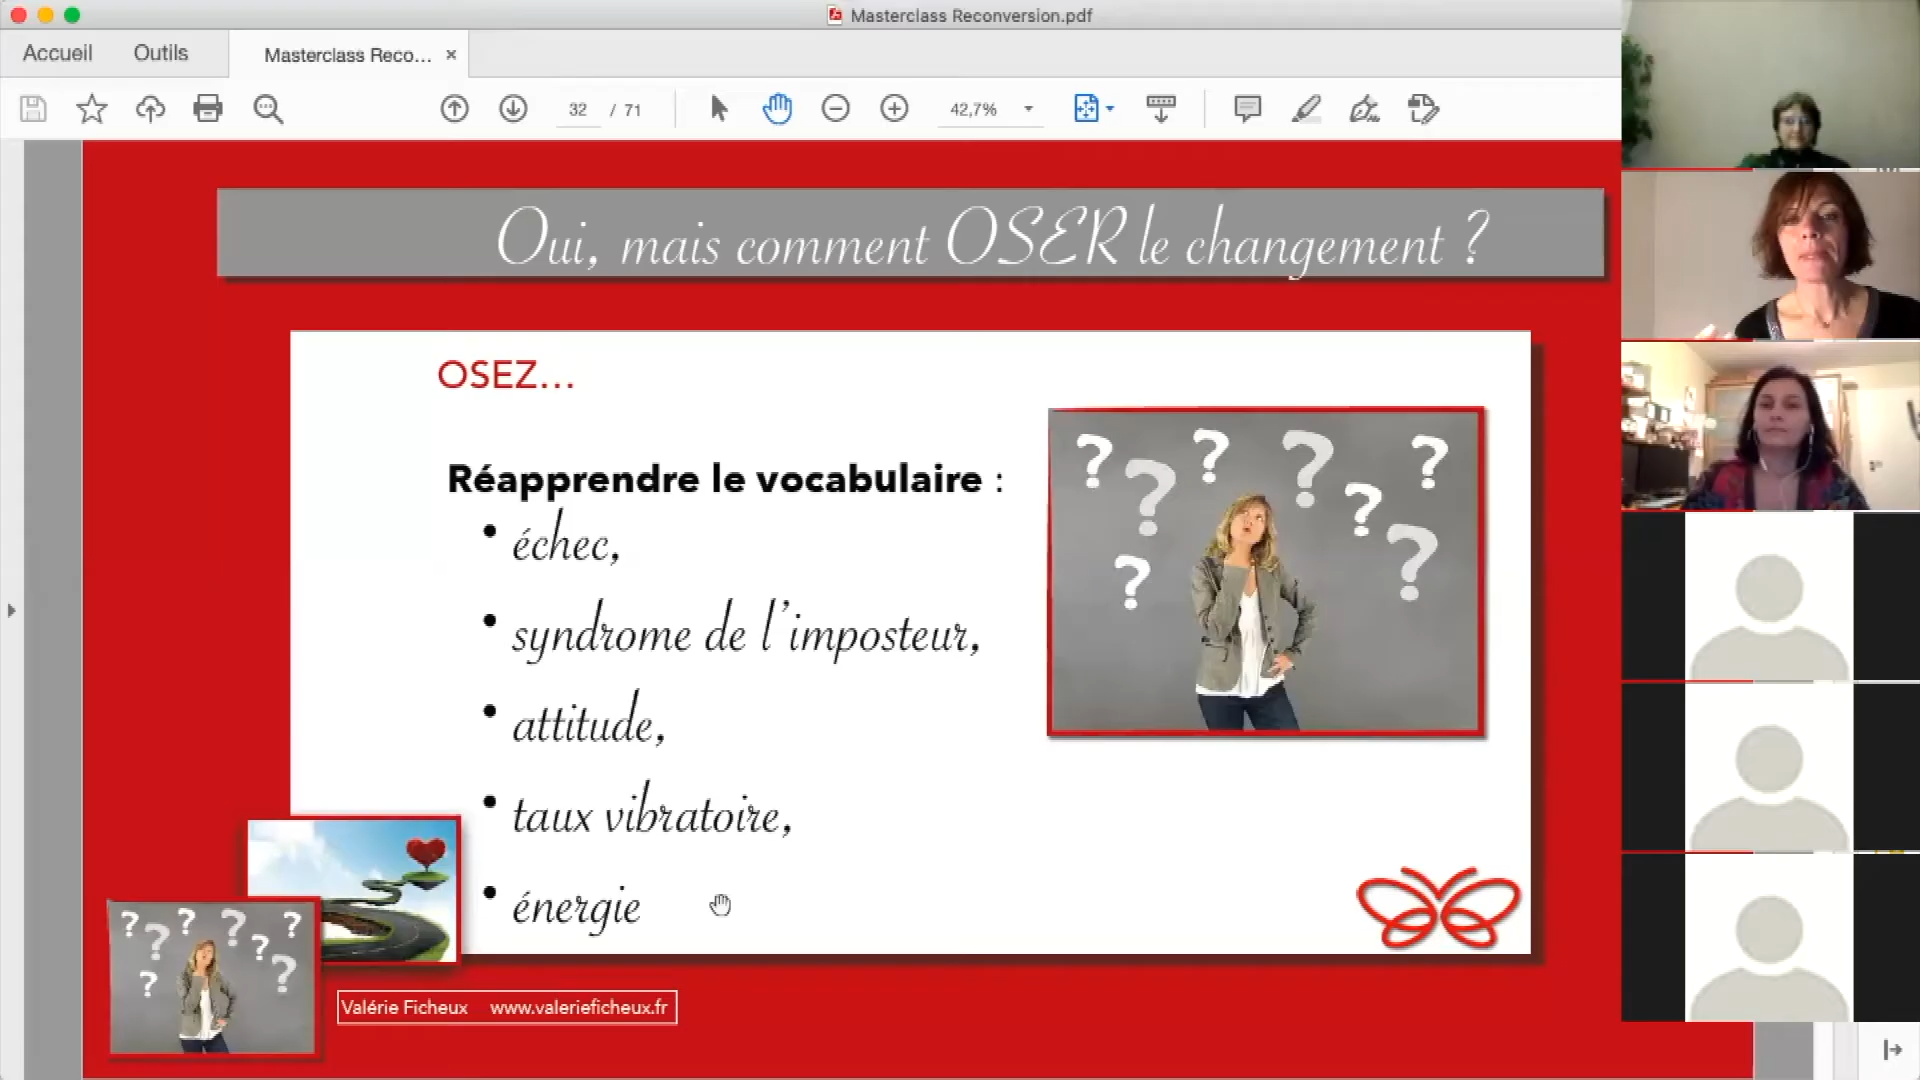 Masterclass Reconversion.pdf
Accueil
Outils
Masterclass Reco... ×
32 / 71
42,7%
Oui, mais comment OSER le changement ?
OSEZ...
Réapprendre le vocabulaire :
• échec,
• syndrome de l'imposteur,
• attitude,
• taux vibratoire,
• énergie
? ? ? ? ? ? ? ?
? ? ? ? ? ? ? ?
Valérie Ficheux www.valerieficheux.fr